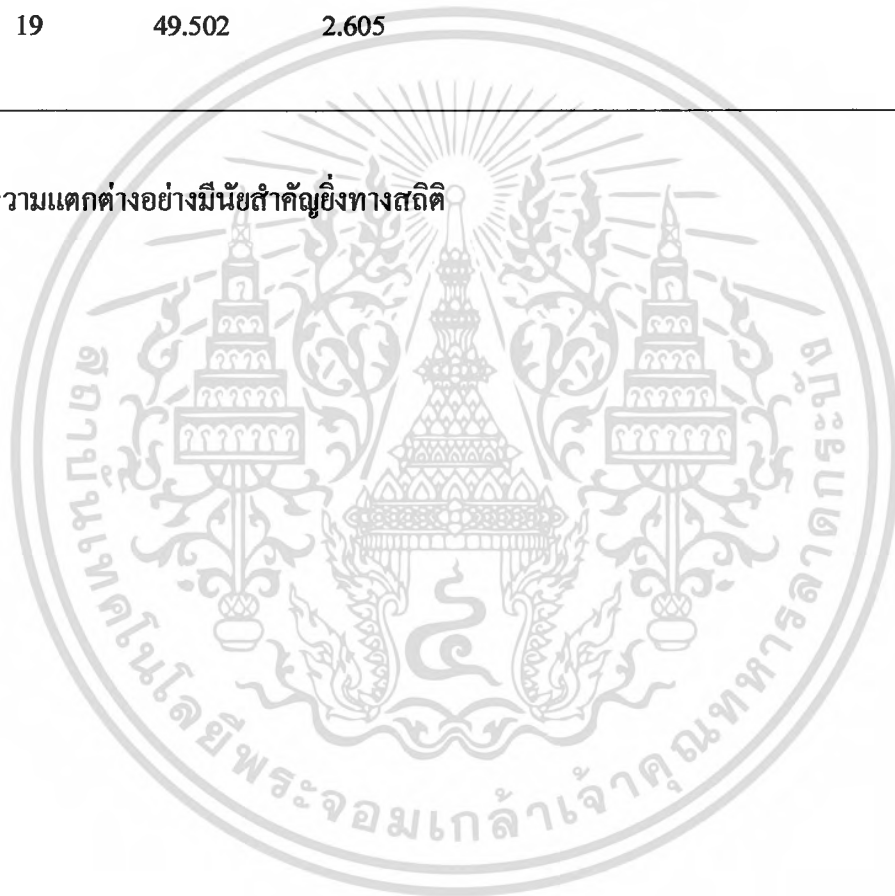 19 49.502 2.605
วามแตกต่างอย่างมีนัยสำคัญยิ่งทางสถิติ
สถาบันเทคโนโลยีพระจอมเกล้าเจ้าคุณทหารลาดกระบัง
๔